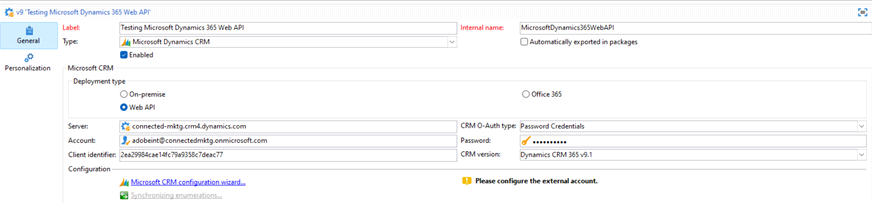 v9 'Testing Microsoft Dynamics 365 Web API'
General
Personalization
Label: Testing Microsoft Dynamics 365 Web API Internal name: MicrosoftDynamics365WebAPI
Type: Microsoft Dynamics CRM Automatically exported in packages
Enabled
Microsoft CRM
Deployment type
On-premise Office 365
Web API
Server: connected-mktg.crm4.dynamics.com CRM O-Auth type: Password Credentials
Account: adobeint@connectedmktg.onmicrosoft.com Password: ••••••••••
Client identifier: 2ea29984cae14fc79a9358c7deac77 CRM version: Dynamics CRM 365 v9.1
Configuration
Microsoft CRM configuration wizard... Please configure the external account.
Synchronizing enumerations...